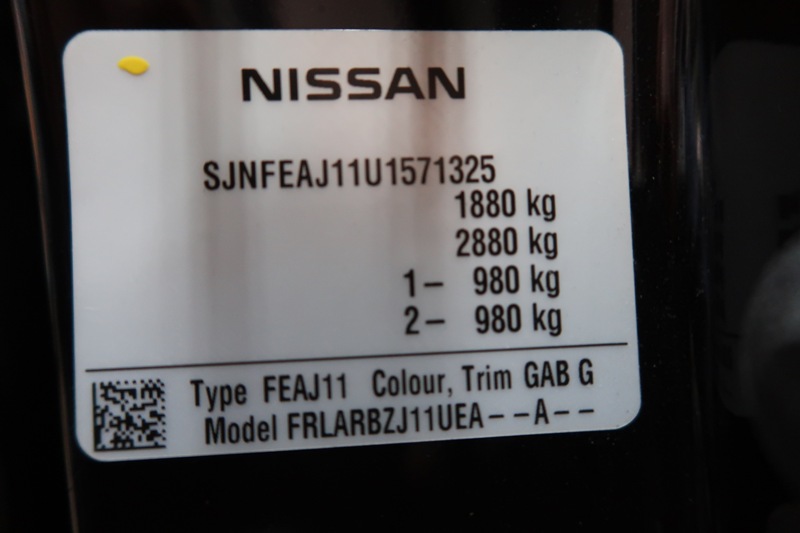 NISSAN
SJNFEAJ11U1571325
1880 kg
2880 kg
1– 980 kg
2– 980 kg
Type FEAJ11 Colour, Trim GAB G
Model FRLARBZJ11UEA––A––